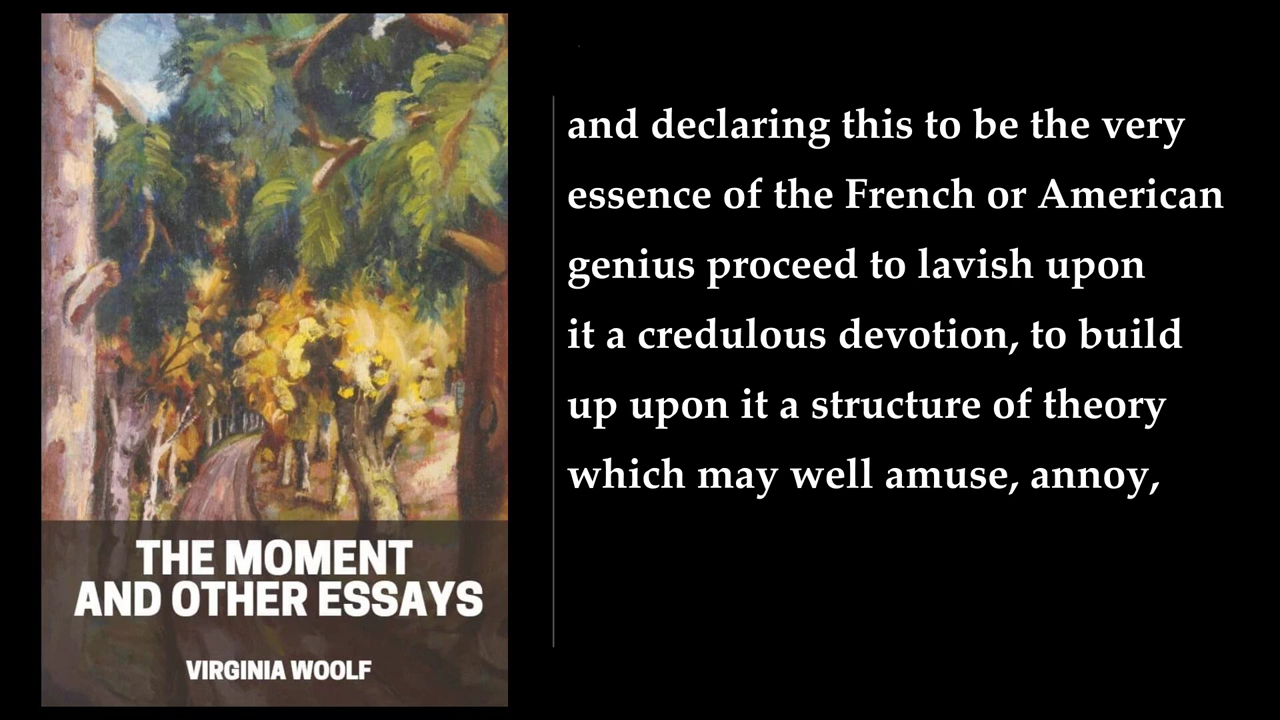 THE MOMENT
AND OTHER ESSAYS
VIRGINIA WOOLF
and declaring this to be the very
essence of the French or American
genius proceed to lavish upon
it a credulous devotion, to build
up upon it a structure of theory
which may well amuse, annoy,